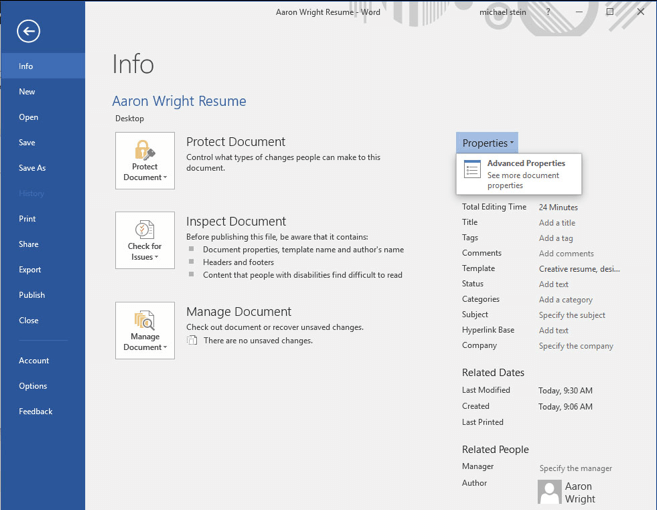 Aaron Wright Resume - Word
michael stein
?
Info
New
Open
Save
Save As
History
Print
Share
Export
Publish
Close
Account
Options
Feedback
Info
Aaron Wright Resume
Desktop
Protect
Document
Protect Document
Control what types of changes people can make to this
document.
Check for
Issues
Inspect Document
Before publishing this file, be aware that it contains:
Document properties, template name and author's name
Headers and footers
Content that people with disabilities find difficult to read
Manage
Document
Manage Document
Check out document or recover unsaved changes.
There are no unsaved changes.
Properties
Advanced Properties
See more document
properties
Total Editing Time 24 Minutes
Title Add a title
Tags Add a tag
Comments Add comments
Template Creative resume, desi...
Status Add text
Categories Add a category
Subject Specify the subject
Hyperlink Base Add text
Company Specify the company
Related Dates
Last Modified Today, 9:30 AM
Created Today, 9:06 AM
Last Printed
Related People
Manager Specify the manager
Author Aaron
Wright